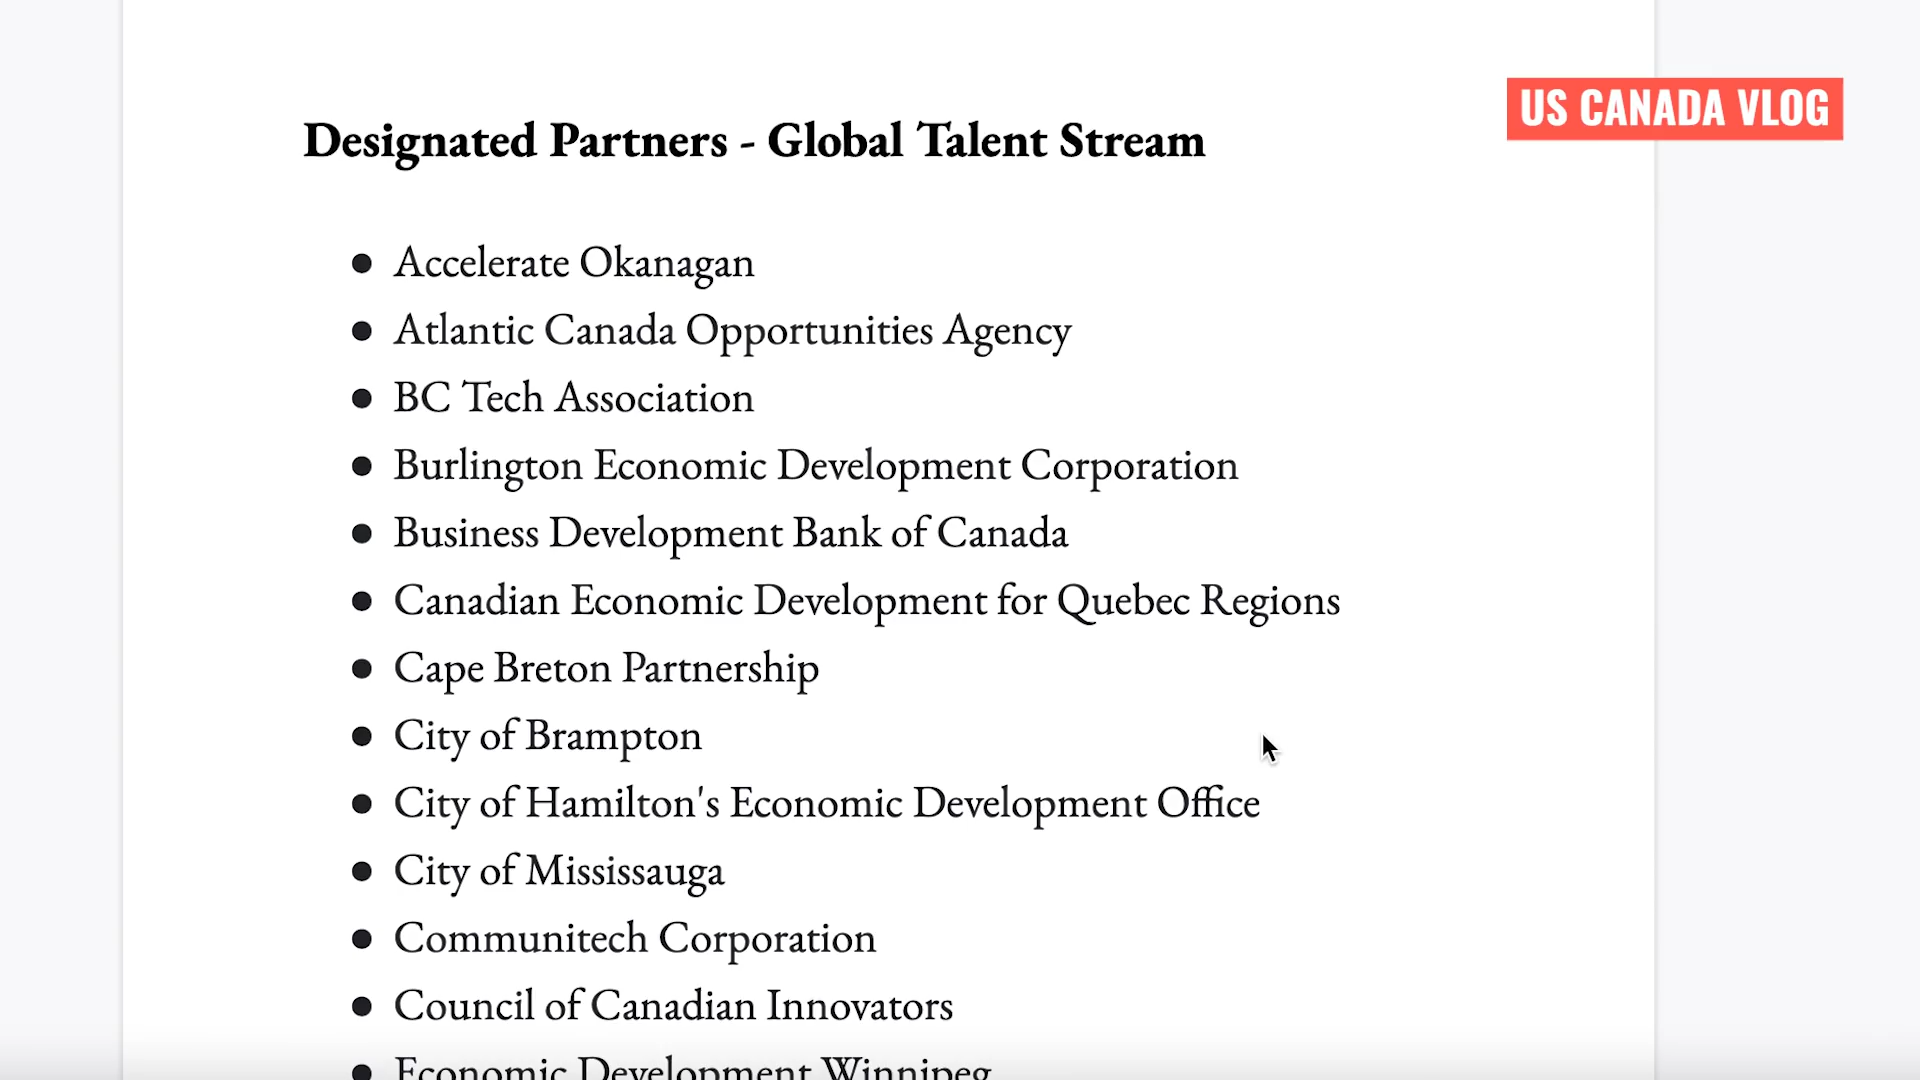 US CANADA VLOG
Designated Partners - Global Talent Stream
● Accelerate Okanagan
● Atlantic Canada Opportunities Agency
● BC Tech Association
● Burlington Economic Development Corporation
● Business Development Bank of Canada
● Canadian Economic Development for Quebec Regions
● Cape Breton Partnership
● City of Brampton
● City of Hamilton's Economic Development Office
● City of Mississauga
● Communitech Corporation
● Council of Canadian Innovators
● Economic Development Winnipeg